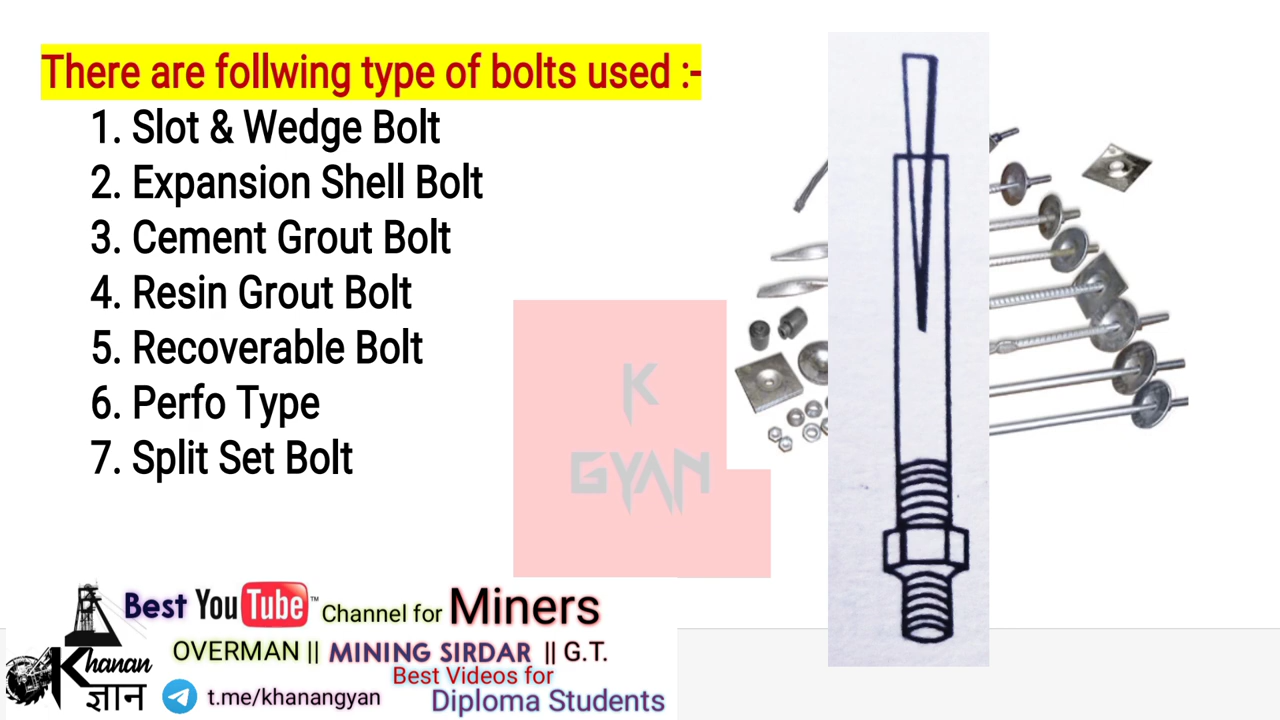 There are follwing type of bolts used :-
1. Slot & Wedge Bolt
2. Expansion Shell Bolt
3. Cement Grout Bolt
4. Resin Grout Bolt
5. Recoverable Bolt
6. Perfo Type
7. Split Set Bolt
K
GYAN
Best YouTube™ Channel for Miners
OVERMAN || MINING SIRDAR || G.T.
Best Videos for
Diploma Students
Khanan
ज्ञान
t.me/khanangyan